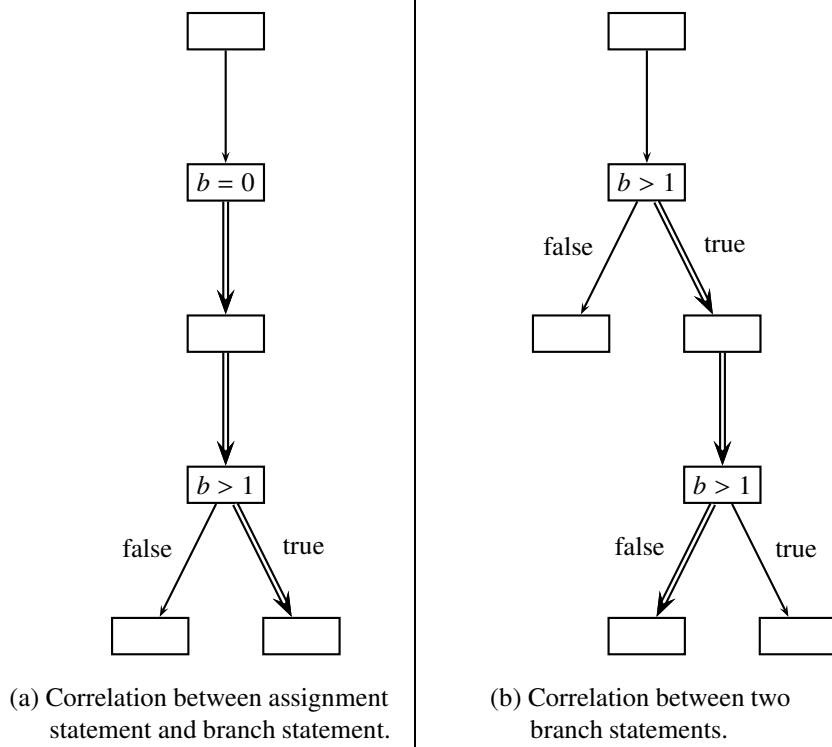 b = 0
b > 1
false
true
(a) Correlation between assignment
statement and branch statement.
b > 1
false
true
b > 1
false
true
(b) Correlation between two
branch statements.